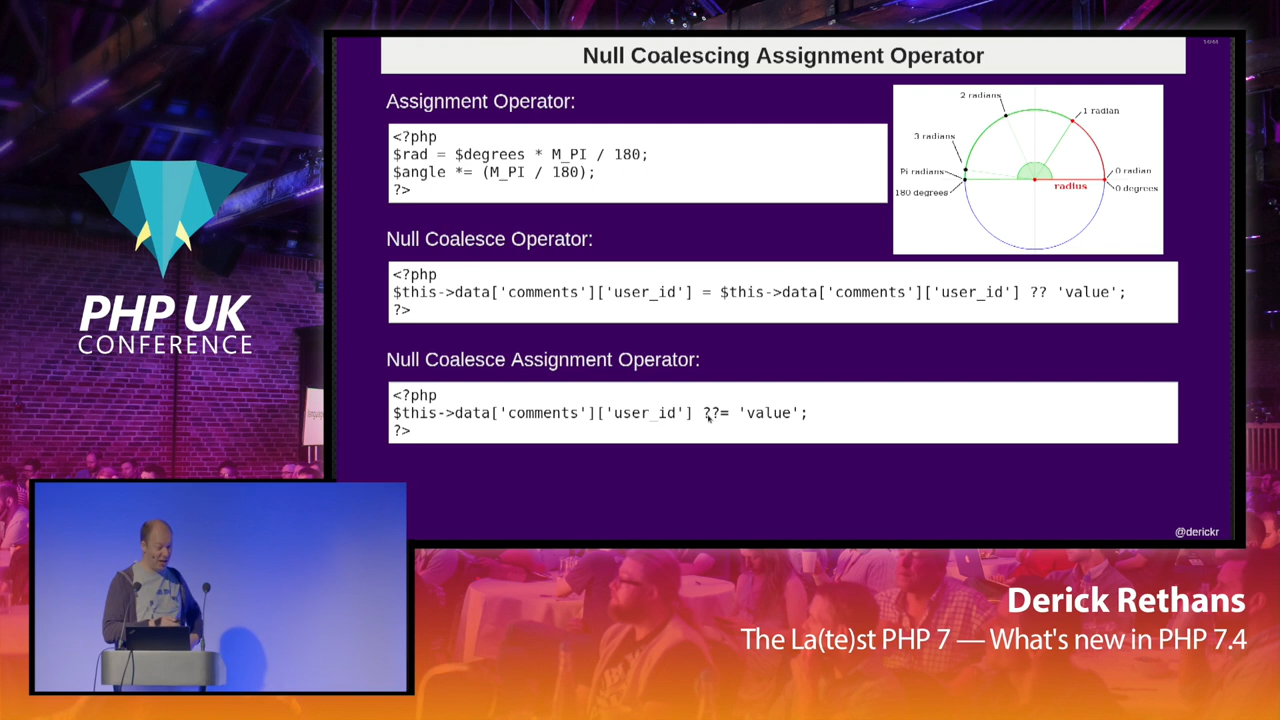 Null Coalescing Assignment Operator
Assignment Operator:
<?php
$rad = $degrees * M_PI / 180;
$angle *= (M_PI / 180);
?>
2 radians
1 radian
3 radians
Pi radians
180 degrees
0 radian
0 degrees
radius
Null Coalesce Operator:
<?php
$this->data['comments']['user_id'] = $this->data['comments']['user_id'] ?? 'value';
?>
Null Coalesce Assignment Operator:
<?php
$this->data['comments']['user_id'] ??= 'value';
?>
@derickr
PHP UK
CONFERENCE
Derick Rethans
The La(te)st PHP 7 — What's new in PHP 7.4